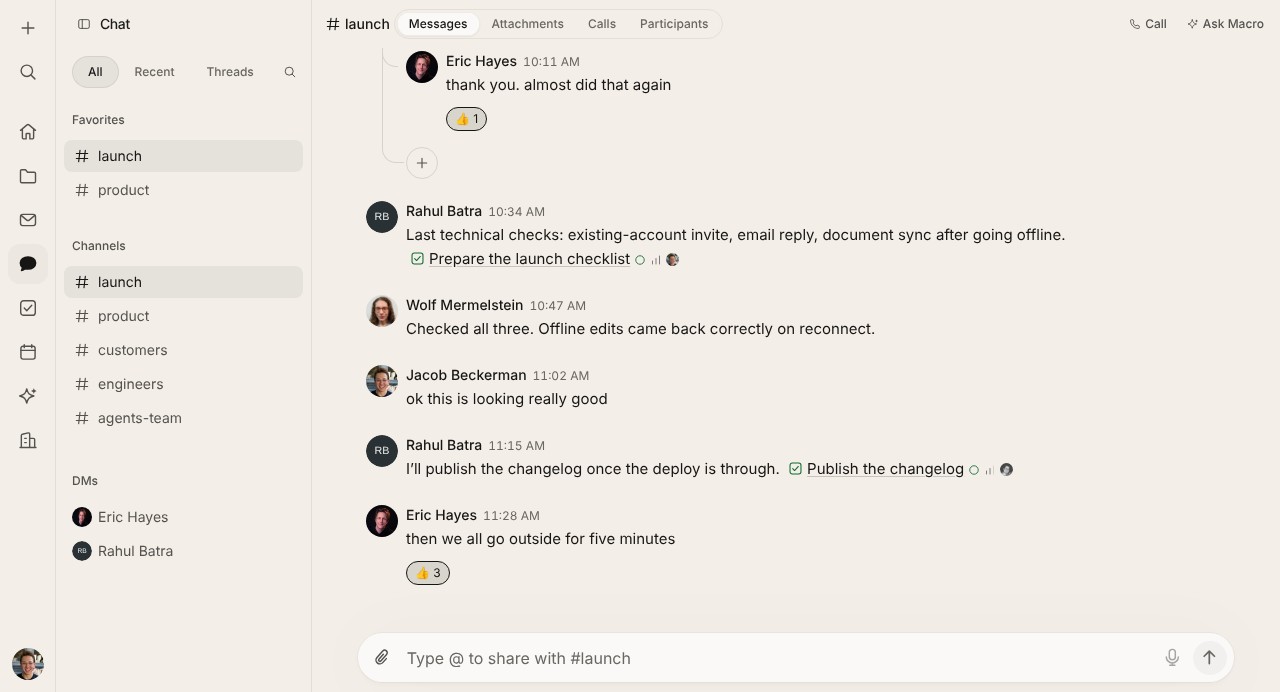 Chat
# launch
Messages
Attachments
Calls
Participants
Call
Ask Macro
All
Recent
Threads
Favorites
# launch
# product
Channels
# launch
# product
# customers
# engineers
# agents-team
DMs
Eric Hayes
RB Rahul Batra
Eric Hayes 10:11 AM
thank you. almost did that again
👍 1
RB
Rahul Batra 10:34 AM
Last technical checks: existing-account invite, email reply, document sync after going offline.
Prepare the launch checklist
Wolf Mermelstein 10:47 AM
Checked all three. Offline edits came back correctly on reconnect.
Jacob Beckerman 11:02 AM
ok this is looking really good
RB
Rahul Batra 11:15 AM
I’ll publish the changelog once the deploy is through. Publish the changelog
Eric Hayes 11:28 AM
then we all go outside for five minutes
👍 3
Type @ to share with #launch